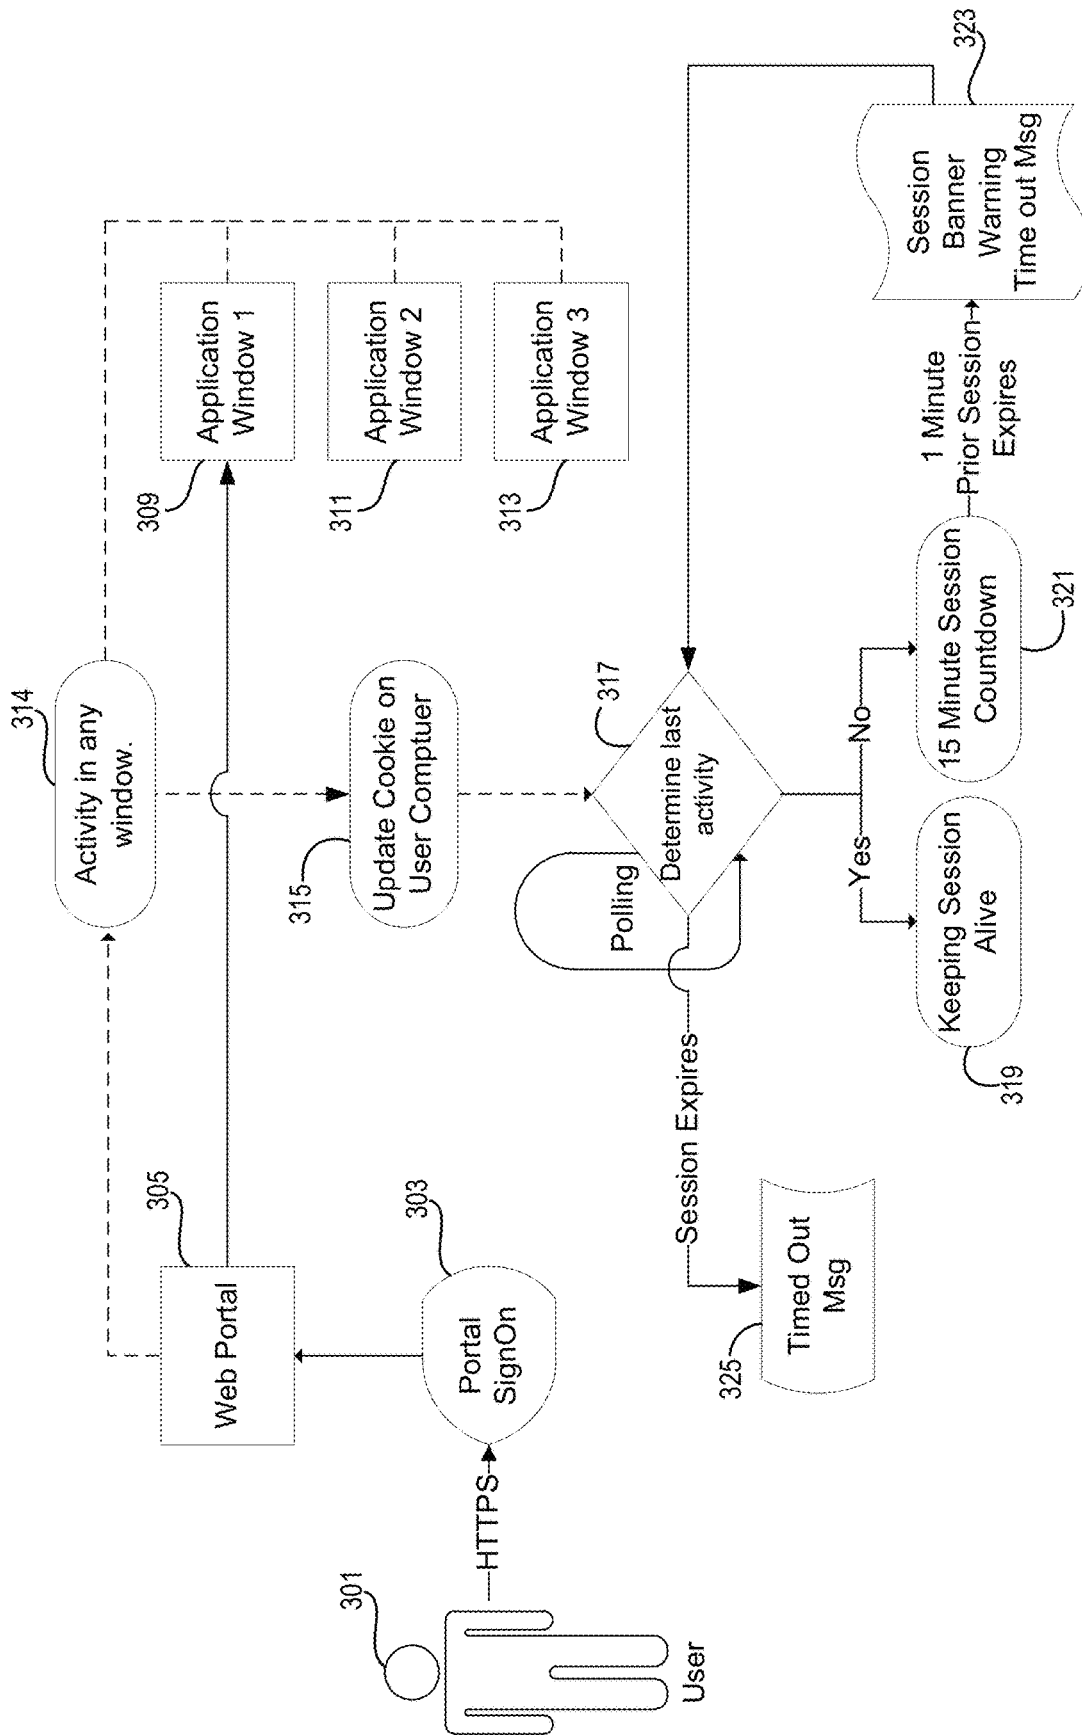 314
Activity in any
window.
305
Web Portal
309
Application
Window 1
311
Application
Window 2
313
Application
Window 3
315
Update Cookie on
User Comptuer
301
User
HTTPS
303
Portal
SignOn
317
Determine last
activity
Polling
Session Expires
325
Timed Out
Msg
Yes
No
319
Keeping Session
Alive
15 Minute Session
Countdown
321
1 Minute
Prior Session
Expires
323
Session
Banner
Warning
Time out Msg